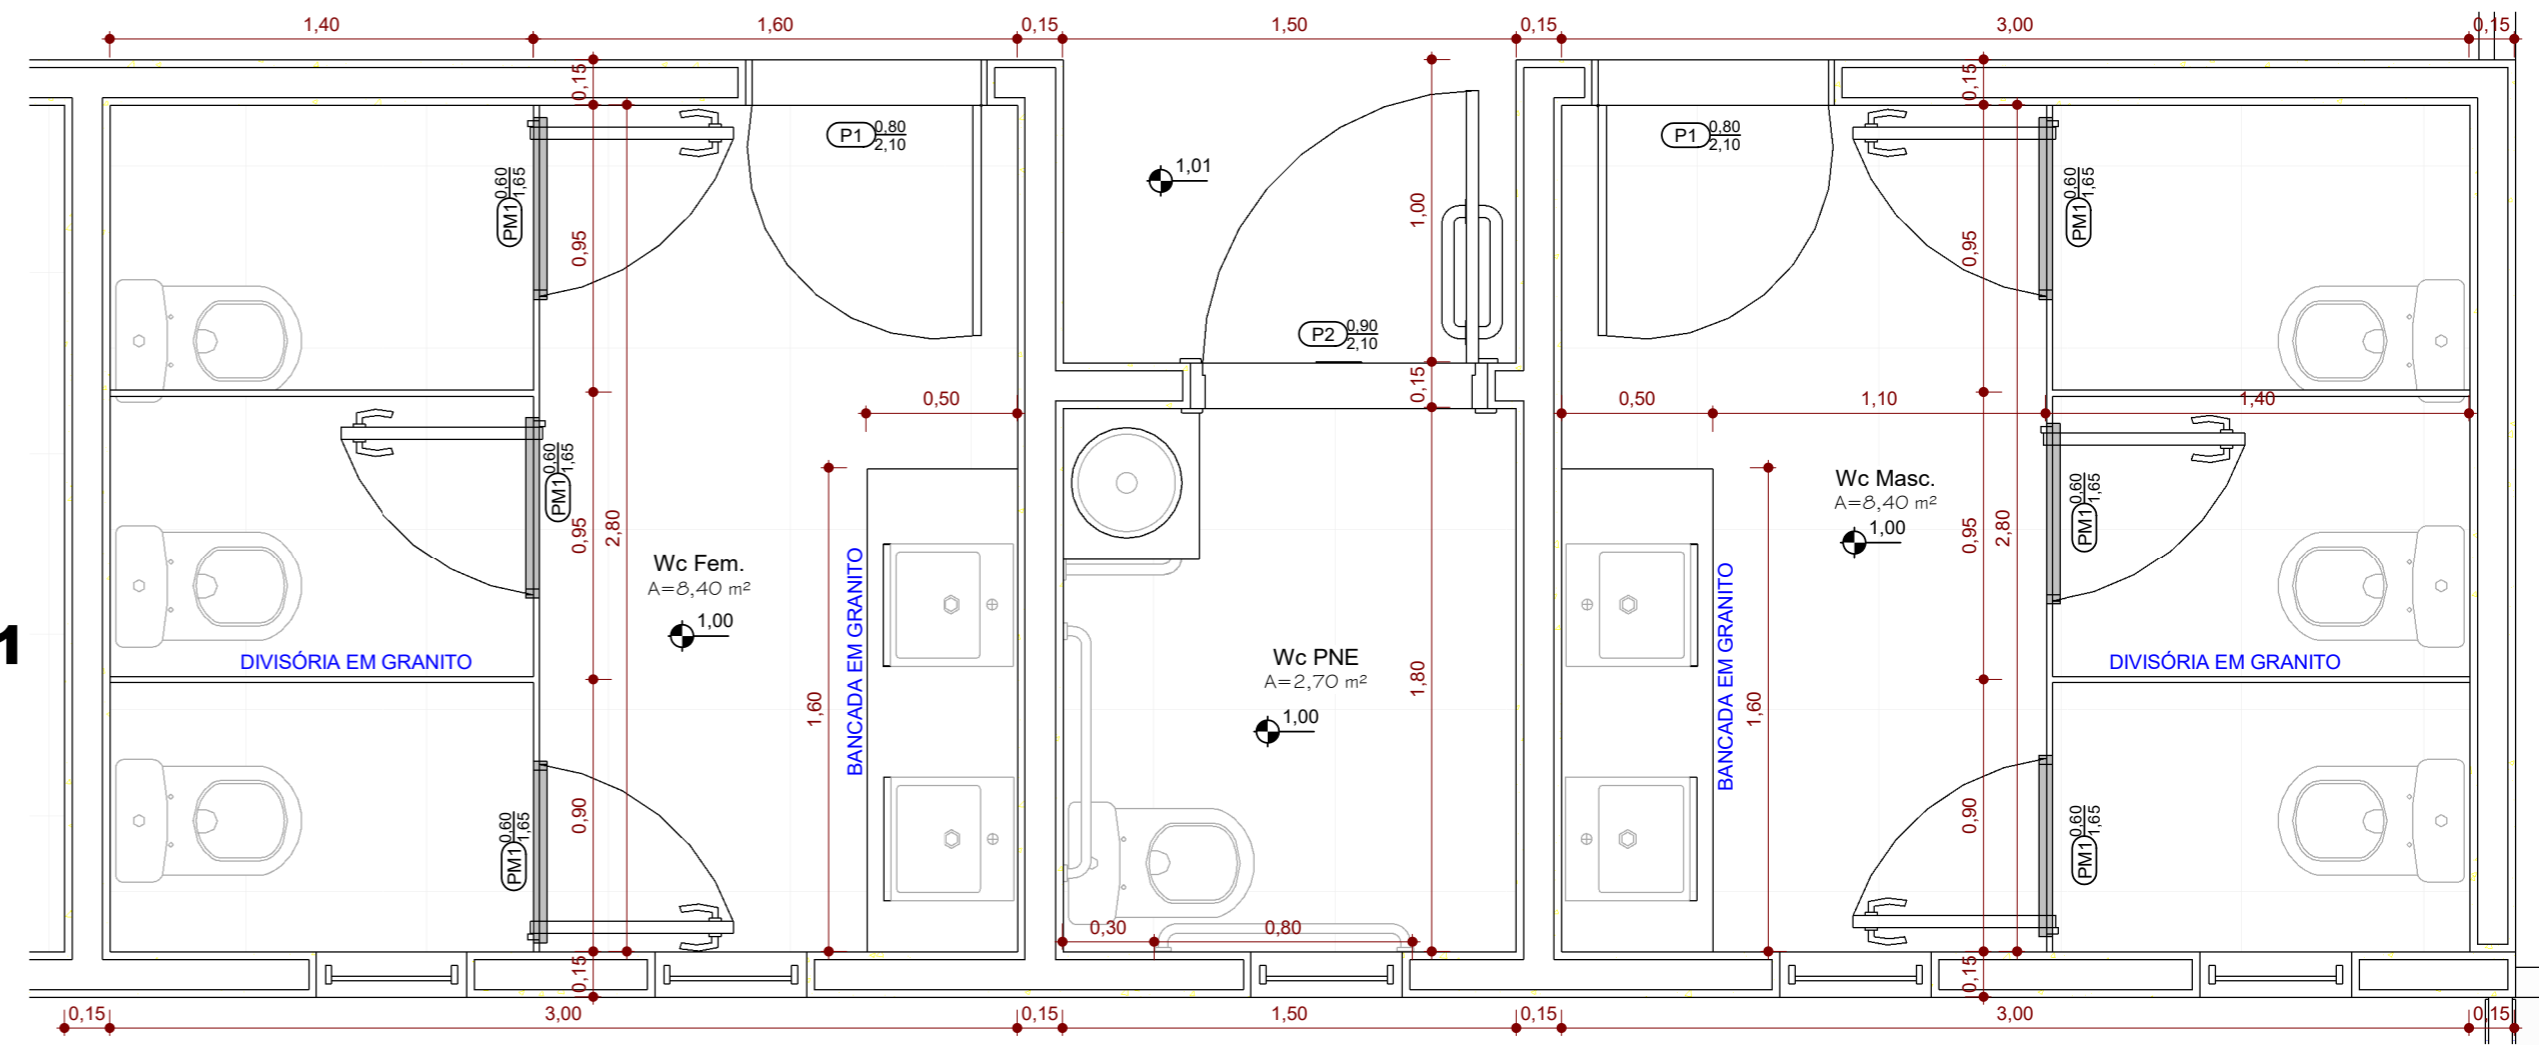 1,40
1,60
0,15
1,50
0,15
3,00
0,15
0,15
0,15
P1 0,80
2,10
P1 0,80
2,10
1,01
PM1 0,60
1,65
PM1 0,60
1,65
0,95
1,00
0,95
P2 0,90
2,10
0,15
0,50
0,50
1,10
1,40
PM1 0,60
1,65
PM1 0,60
1,65
0,95
2,80
0,95
2,80
Wc Fem.
A=8,40 m²
1,00
Wc Masc.
A=8,40 m²
1,00
1
DIVISÓRIA EM GRANITO
BANCADA EM GRANITO
Wc PNE
A=2,70 m²
1,00
BANCADA EM GRANITO
DIVISÓRIA EM GRANITO
1,60
1,80
1,60
PM1 0,60
1,65
0,90
0,90
PM1 0,60
1,65
0,30
0,80
0,15
0,15
0,15
3,00
0,15
1,50
0,15
3,00
0,15